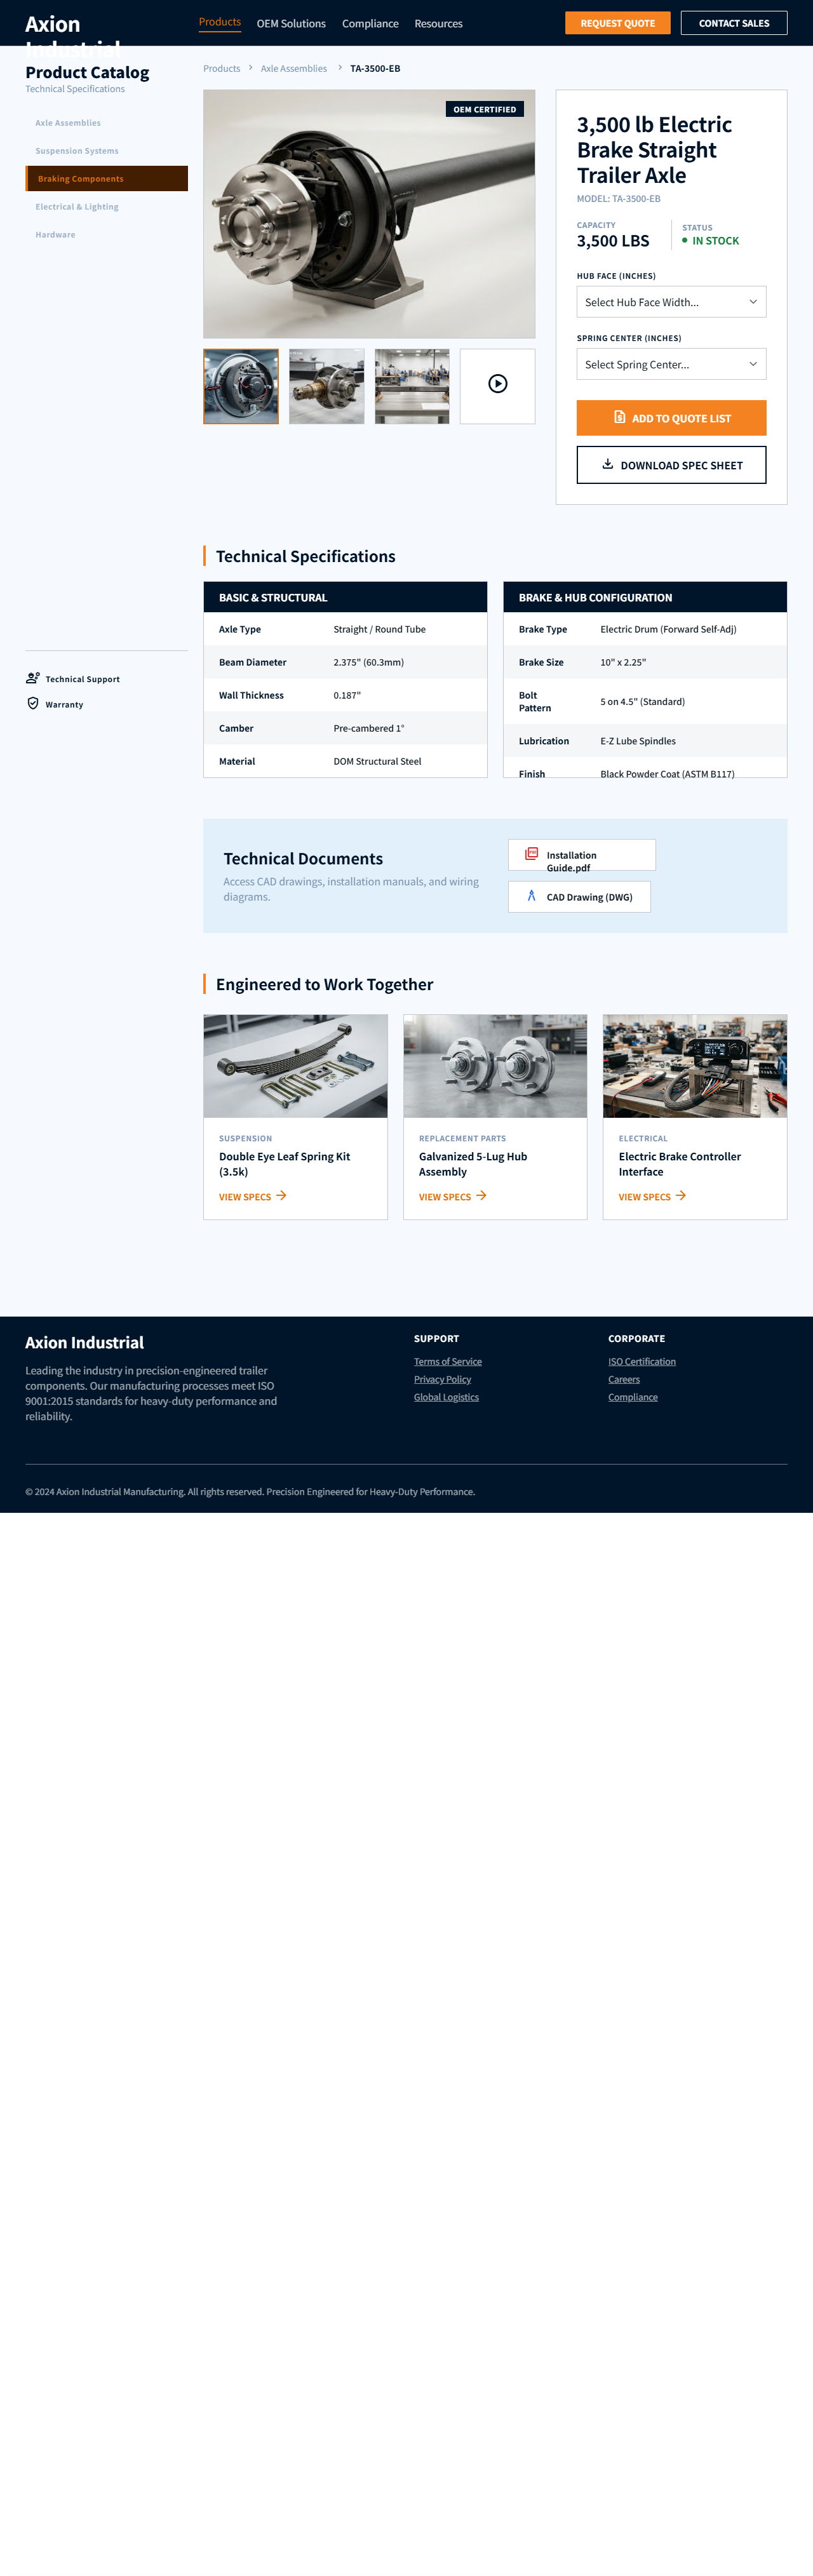 Axion
Industrial
Products
OEM Solutions
Compliance
Resources
REQUEST QUOTE
CONTACT SALES
Product Catalog
Technical Specifications
Axle Assemblies
Suspension Systems
Braking Components
Electrical & Lighting
Hardware
Technical Support
Warranty
Products > Axle Assemblies > TA-3500-EB
OEM CERTIFIED
3,500 lb Electric
Brake Straight
Trailer Axle
MODEL: TA-3500-EB
CAPACITY
3,500 LBS
STATUS
IN STOCK
HUB FACE (INCHES)
Select Hub Face Width...
SPRING CENTER (INCHES)
Select Spring Center...
ADD TO QUOTE LIST
DOWNLOAD SPEC SHEET
Technical Specifications
BASIC & STRUCTURAL
Axle Type Straight / Round Tube
Beam Diameter 2.375" (60.3mm)
Wall Thickness 0.187"
Camber Pre-cambered 1°
Material DOM Structural Steel
BRAKE & HUB CONFIGURATION
Brake Type Electric Drum (Forward Self-Adj)
Brake Size 10" x 2.25"
Bolt
Pattern 5 on 4.5" (Standard)
Lubrication E-Z Lube Spindles
Finish Black Powder Coat (ASTM B117)
Technical Documents
Access CAD drawings, installation manuals, and wiring
diagrams.
Installation
Guide.pdf
CAD Drawing (DWG)
Engineered to Work Together
SUSPENSION
Double Eye Leaf Spring Kit
(3.5k)
VIEW SPECS
REPLACEMENT PARTS
Galvanized 5-Lug Hub
Assembly
VIEW SPECS
ELECTRICAL
Electric Brake Controller
Interface
VIEW SPECS
Axion Industrial
Leading the industry in precision-engineered trailer
components. Our manufacturing processes meet ISO
9001:2015 standards for heavy-duty performance and
reliability.
SUPPORT
Terms of Service
Privacy Policy
Global Logistics
CORPORATE
ISO Certification
Careers
Compliance
© 2024 Axion Industrial Manufacturing. All rights reserved. Precision Engineered for Heavy-Duty Performance.